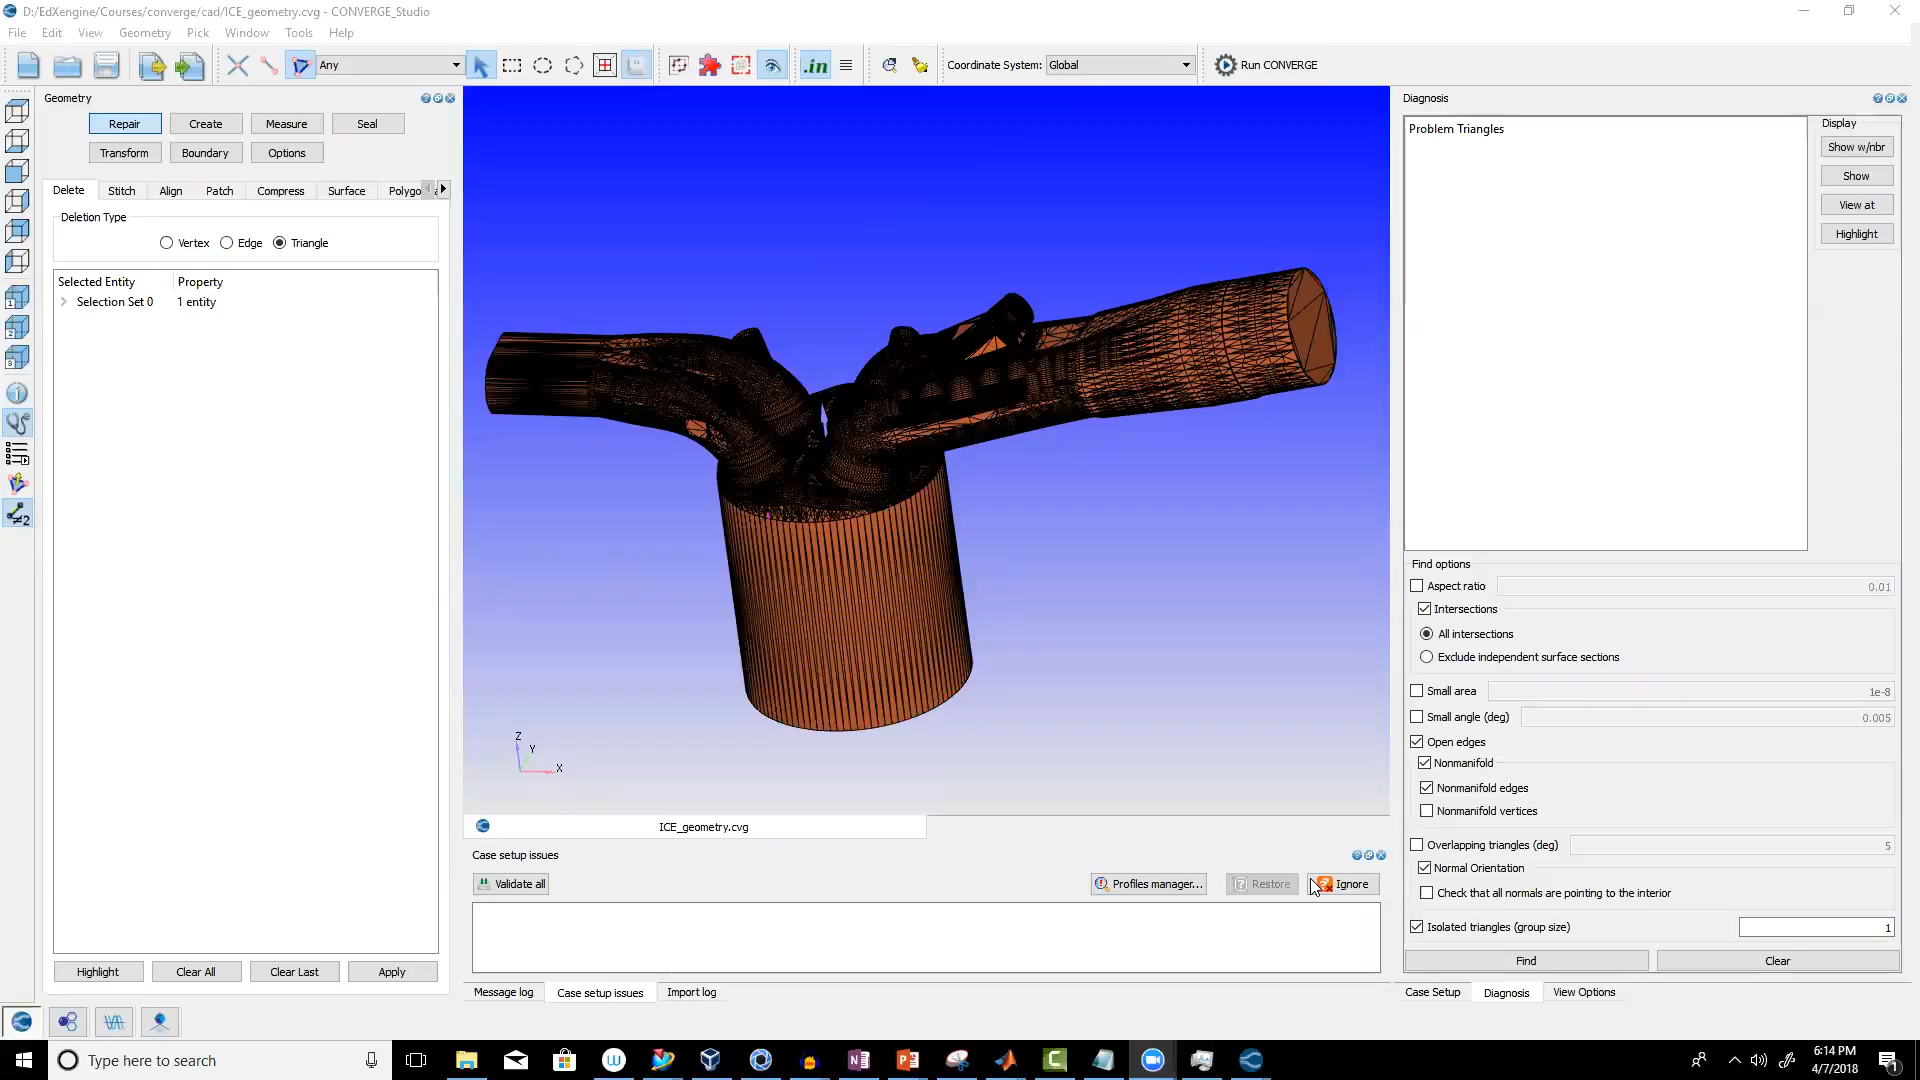 D:/EdXengine/Courses/converge/cad/ICE_geometry.cvg - CONVERGE_Studio
File Edit View Geometry Pick Window Tools Help
Any
.in
Coordinate System: Global
Run CONVERGE
Geometry
Repair Create Measure Seal
Transform Boundary Options
Delete Stitch Align Patch Compress Surface Polygo
Deletion Type
Vertex Edge Triangle
Selected Entity Property
Selection Set 0 1 entity
Highlight Clear All Clear Last Apply
Z
Y
X
ICE_geometry.cvg
Case setup issues
Validate all Profiles manager... Restore Ignore
Message log Case setup issues Import log
Diagnosis
Problem Triangles
Display
Show w/nbr
Show
View at
Highlight
Find options
Aspect ratio 0.01
Intersections
All intersections
Exclude independent surface sections
Small area 1e-8
Small angle (deg) 0.005
Open edges
Nonmanifold
Nonmanifold edges
Nonmanifold vertices
Overlapping triangles (deg) 5
Normal Orientation
Check that all normals are pointing to the interior
Isolated triangles (group size) 1
Find Clear
Case Setup Diagnosis View Options
Type here to search
6:14 PM
4/7/2018